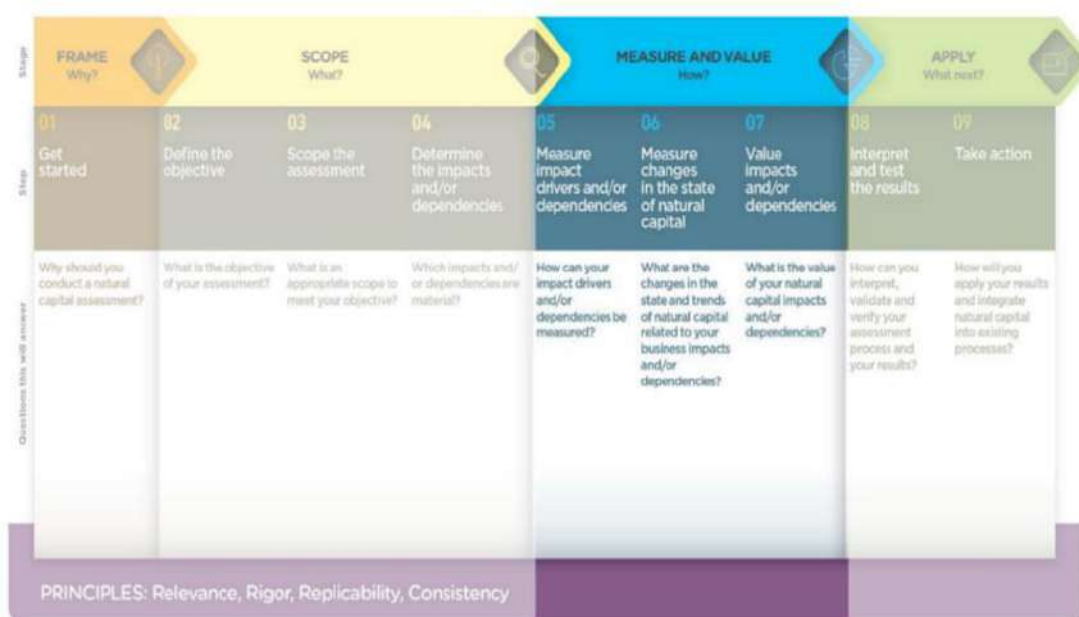 Stage
FRAME
Why?
SCOPE
What?
MEASURE AND VALUE
How?
APPLY
What next?
Step
01
Get
started
02
Define the
objective
03
Scope the
assessment
04
Determine
the impacts
and/or
dependencies
05
Measure
impact
drivers and/or
dependencies
06
Measure
changes
in the state
of natural
capital
07
Value
impacts
and/or
dependencies
08
Interpret
and test
the results
09
Take action
Questions this will answer
Why should you
conduct a natural
capital assessment?
What is the objective
of your assessment?
What is an
appropriate scope to
meet your objective?
Which impacts and/
or dependencies are
material?
How can your
impact drivers
and/or
dependencies be
measured?
What are the
changes in the
state and trends
of natural capital
related to your
business impacts
and/or
dependencies?
What is the value
of your natural
capital impacts
and/or
dependencies?
How can you
interpret,
validate and
verify your
assessment
process and
your results?
How will you
apply your results
and integrate
natural capital
into existing
processes?
PRINCIPLES: Relevance, Rigor, Replicability, Consistency